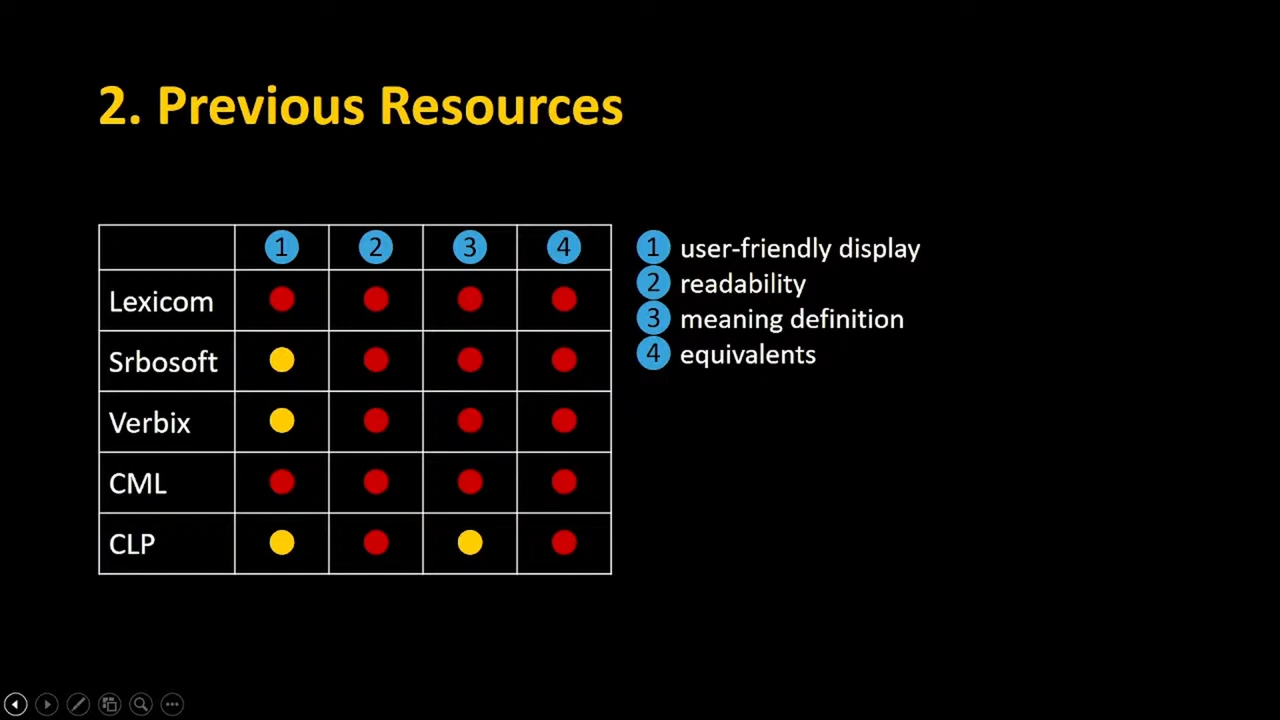 2. Previous Resources
1 2 3 4
Lexicom
Srbosoft
Verbix
CML
CLP
1 user-friendly display
2 readability
3 meaning definition
4 equivalents